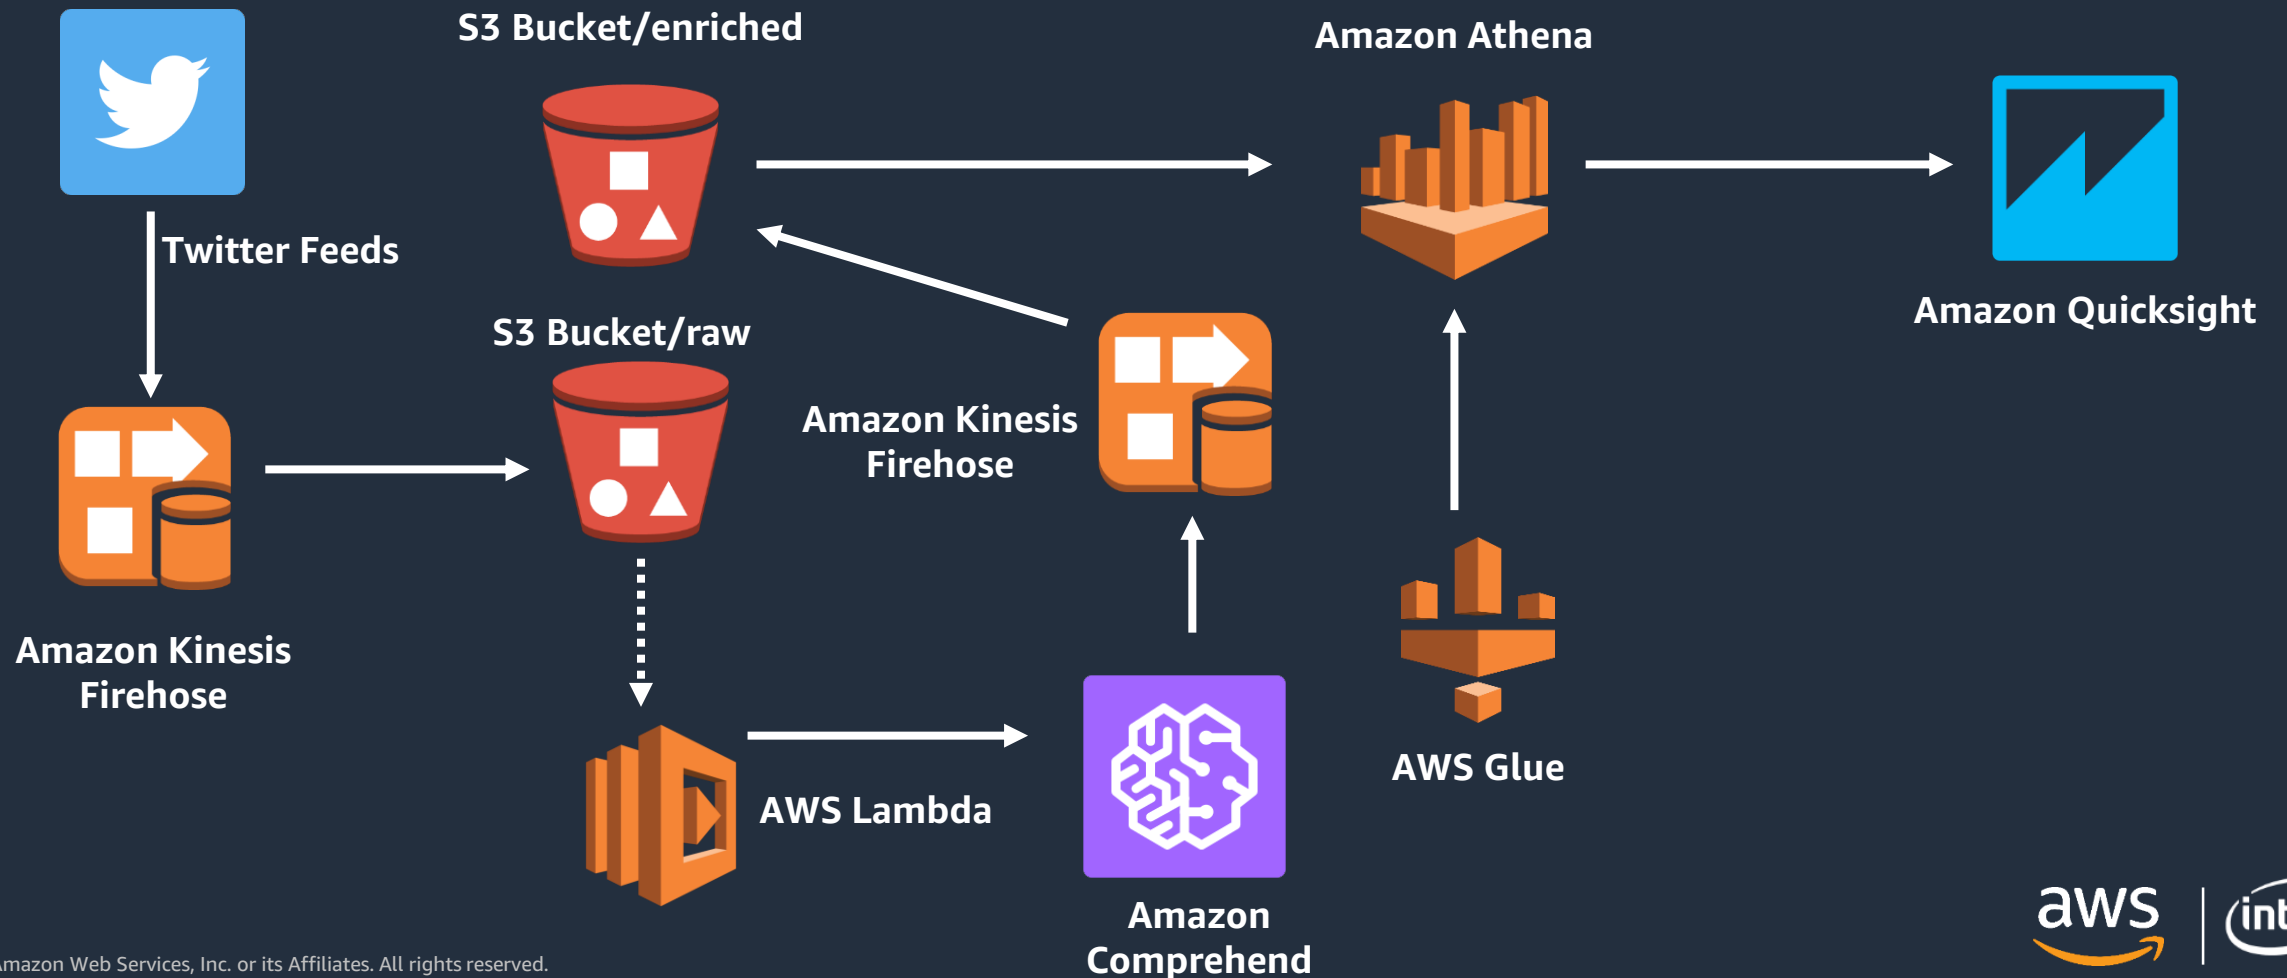 S3 Bucket/enriched
Amazon Athena
Twitter Feeds
S3 Bucket/raw
Amazon Quicksight
Amazon Kinesis
Firehose
Amazon Kinesis
Firehose
AWS Lambda
AWS Glue
Amazon
Comprehend
aws
Web Services, Inc. or its Affiliates. All rights reserved.